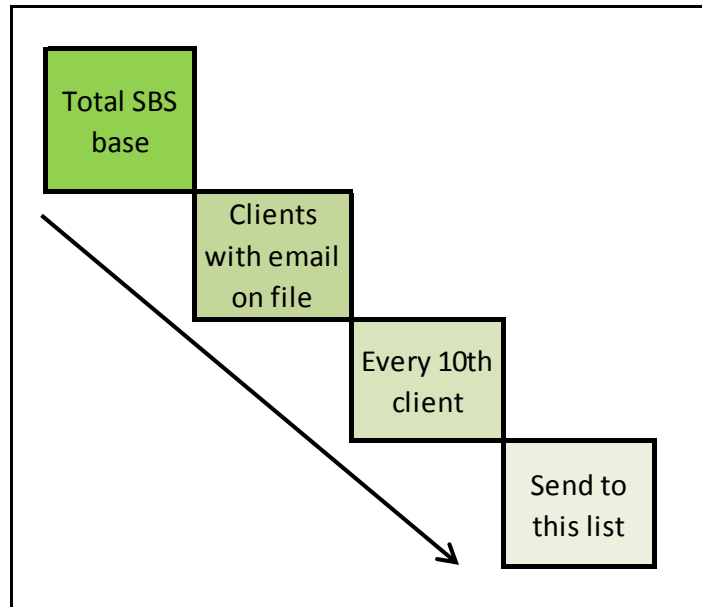 Total SBS
base
Clients
with email
on file
Every 10th
client
Send to
this list